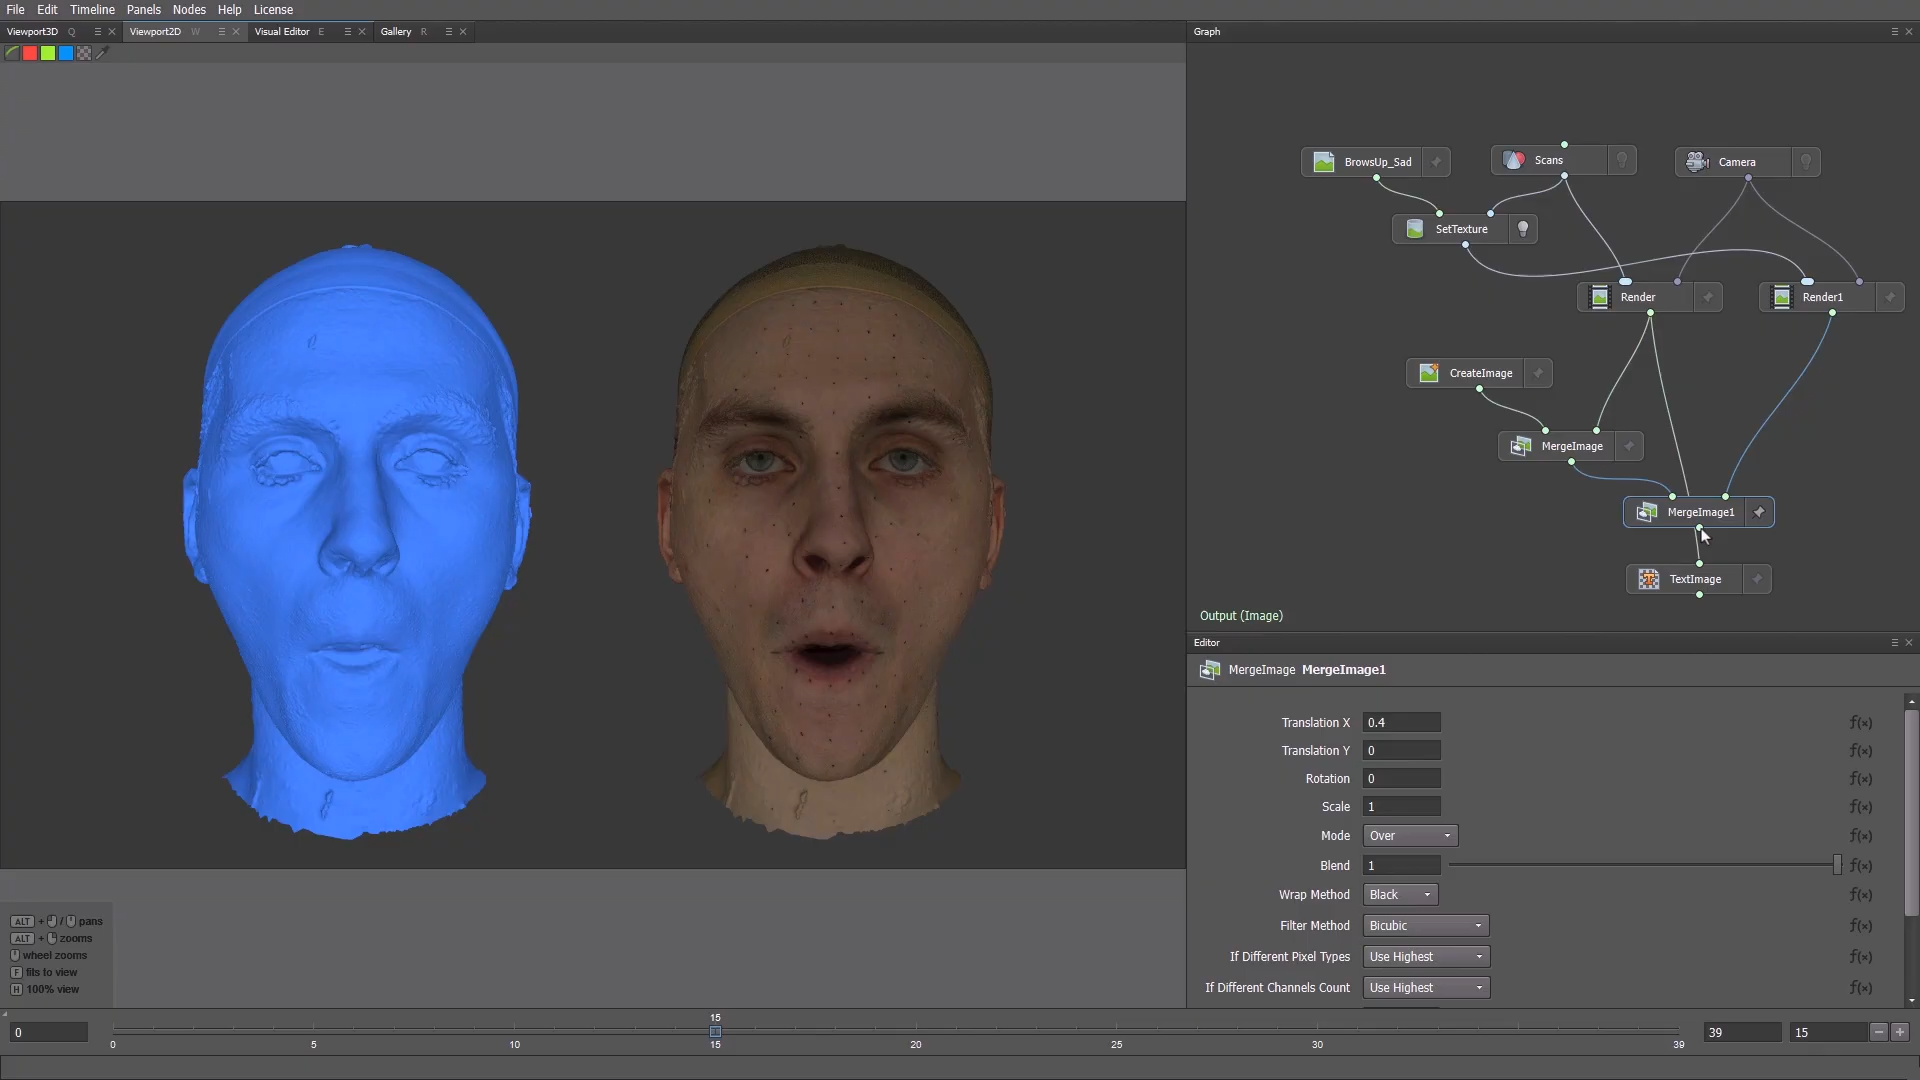 File Edit Timeline Panels Nodes Help License
Viewport3D Q
Viewport2D W
Visual Editor E
Gallery R
Graph
BrowsUp_Sad
Scans
Camera
SetTexture
Render
Render1
CreateImage
MergeImage
MergeImage1
TextImage
Output (Image)
Editor
MergeImage MergeImage1
Translation X 0.4 f(x)
Translation Y 0 f(x)
Rotation 0 f(x)
Scale 1 f(x)
Mode Over f(x)
Blend 1 f(x)
Wrap Method Black f(x)
Filter Method Bicubic f(x)
If Different Pixel Types Use Highest f(x)
If Different Channels Count Use Highest f(x)
ALT + / pans
ALT + zooms
wheel zooms
F fits to view
H 100% view
15
0 39 15
0 5 10 15 20 25 30 39